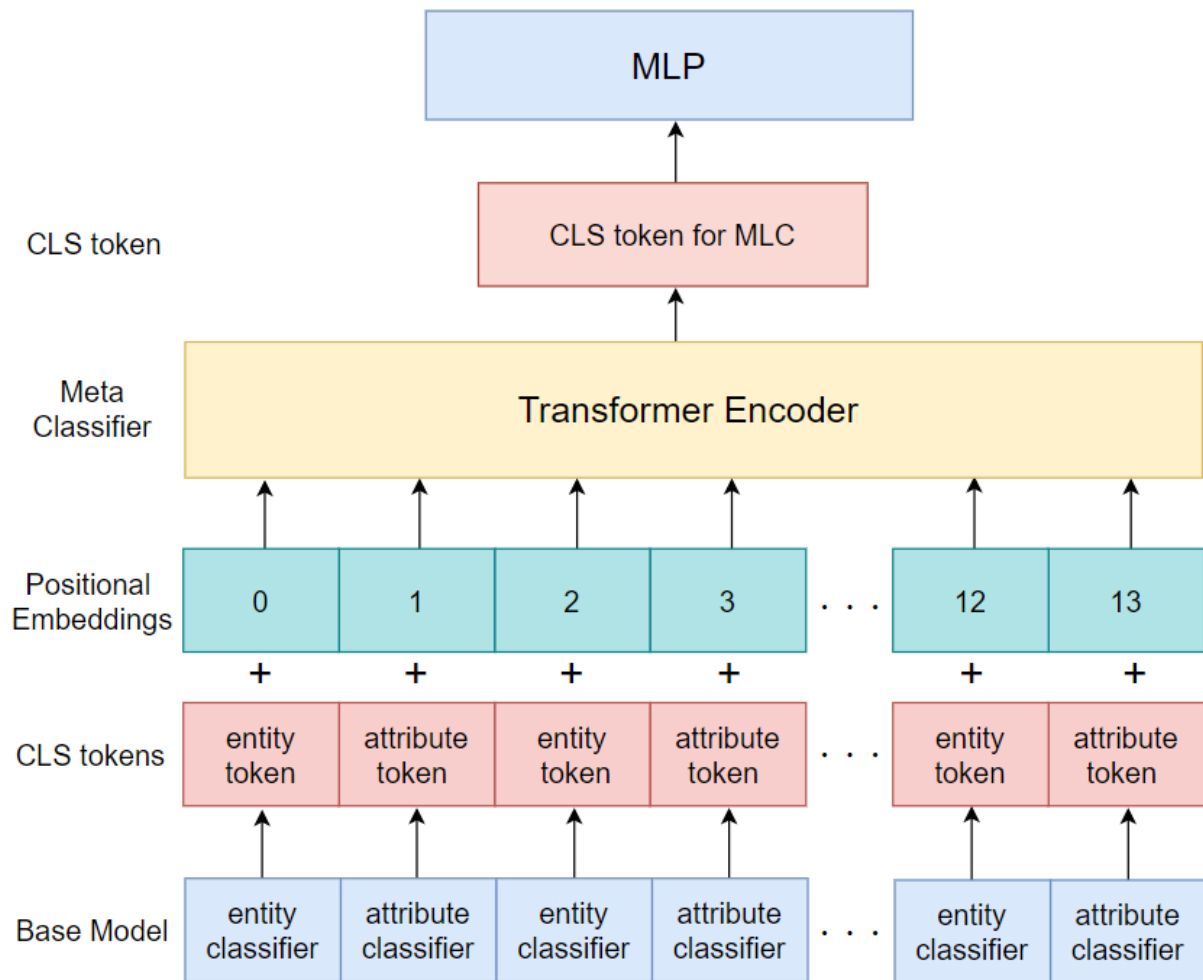 MLP
CLS token
CLS token for MLC
Meta
Classifier
Transformer Encoder
Positional
Embeddings
0 1 2 3 . . . 12 13
+ + + + + +
CLS tokens
entity token
attribute token
entity token
attribute token
. . .
entity token
attribute token
Base Model
entity classifier
attribute classifier
entity classifier
attribute classifier
. . .
entity classifier
attribute classifier